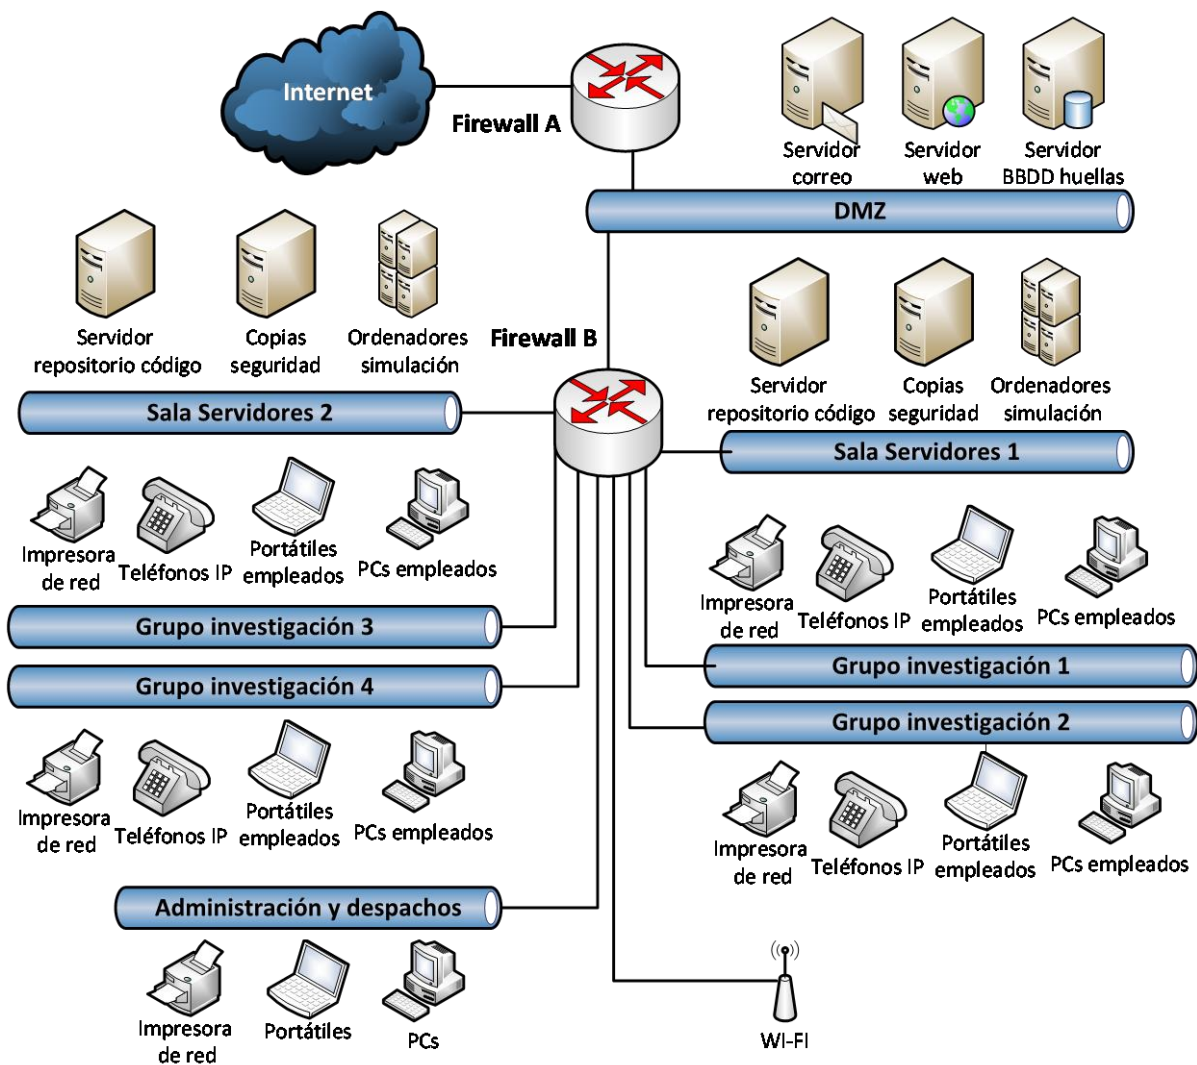 Internet
Firewall A
Servidor
correo
Servidor
web
Servidor
BBDD huellas
DMZ
Servidor
repositorio código
Copias
seguridad
Ordenadores
simulación
Firewall B
Servidor
repositorio código
Copias
seguridad
Ordenadores
simulación
Sala Servidores 2
Sala Servidores 1
Impresora
de red
Teléfonos IP
Portátiles
empleados
PCs empleados
Impresora
de red
Teléfonos IP
Portátiles
empleados
PCs empleados
Grupo investigación 3
Grupo investigación 1
Grupo investigación 4
Grupo investigación 2
Impresora
de red
Teléfonos IP
Portátiles
empleados
PCs empleados
Impresora
de red
Teléfonos IP
Portátiles
empleados
PCs empleados
Administración y despachos
Impresora
de red
Portátiles
PCs
WI-FI